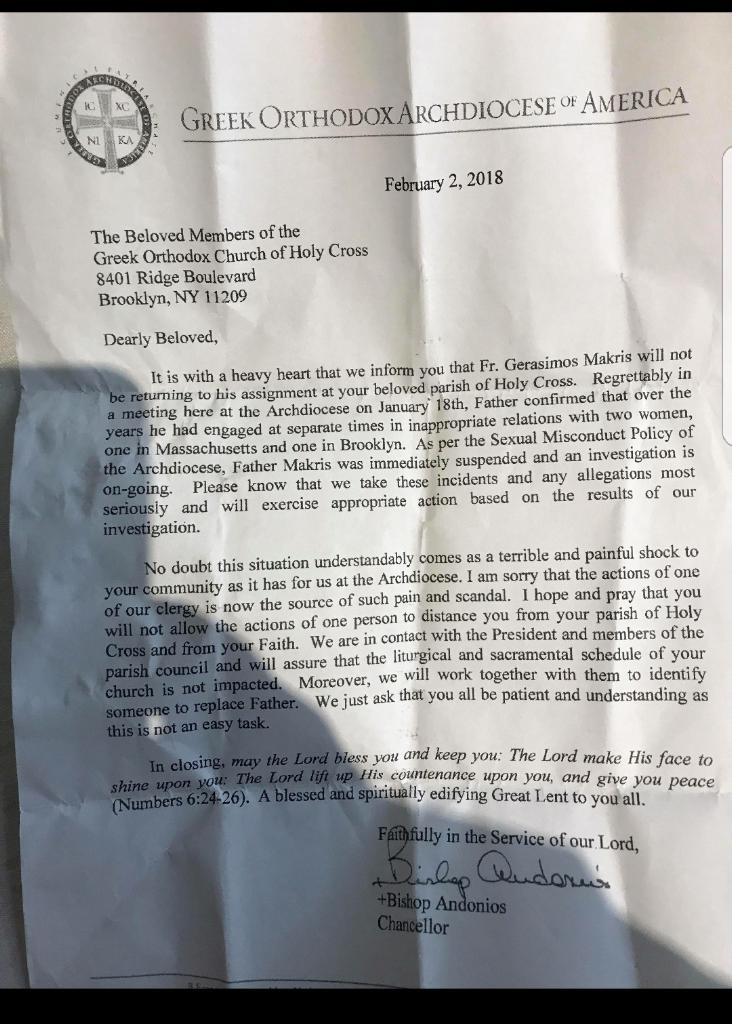 IC XC
NI KA
GREEK ORTHODOX ARCHDIOCESE OF AMERICA
February 2, 2018
The Beloved Members of the
Greek Orthodox Church of Holy Cross
8401 Ridge Boulevard
Brooklyn, NY 11209
Dearly Beloved,
It is with a heavy heart that we inform you that Fr. Gerasimos Makris will not
be returning to his assignment at your beloved parish of Holy Cross. Regrettably in
a meeting here at the Archdiocese on January 18th, Father confirmed that over the
years he had engaged at separate times in inappropriate relations with two women,
one in Massachusetts and one in Brooklyn. As per the Sexual Misconduct Policy of
the Archdiocese, Father Makris was immediately suspended and an investigation is
on-going. Please know that we take these incidents and any allegations most
seriously and will exercise appropriate action based on the results of our
investigation.
No doubt this situation understandably comes as a terrible and painful shock to
your community as it has for us at the Archdiocese. I am sorry that the actions of one
of our clergy is now the source of such pain and scandal. I hope and pray that you
will not allow the actions of one person to distance you from your parish of Holy
Cross and from your Faith. We are in contact with the President and members of the
parish council and will assure that the liturgical and sacramental schedule of your
church is not impacted. Moreover, we will work together with them to identify
someone to replace Father. We just ask that you all be patient and understanding as
this is not an easy task.
In closing, may the Lord bless you and keep you: The Lord make His face to
shine upon you: The Lord lift up His countenance upon you, and give you peace
(Numbers 6:24-26). A blessed and spiritually edifying Great Lent to you all.
Faithfully in the Service of our Lord,
+Bishop Andonios
+Bishop Andonios
Chancellor